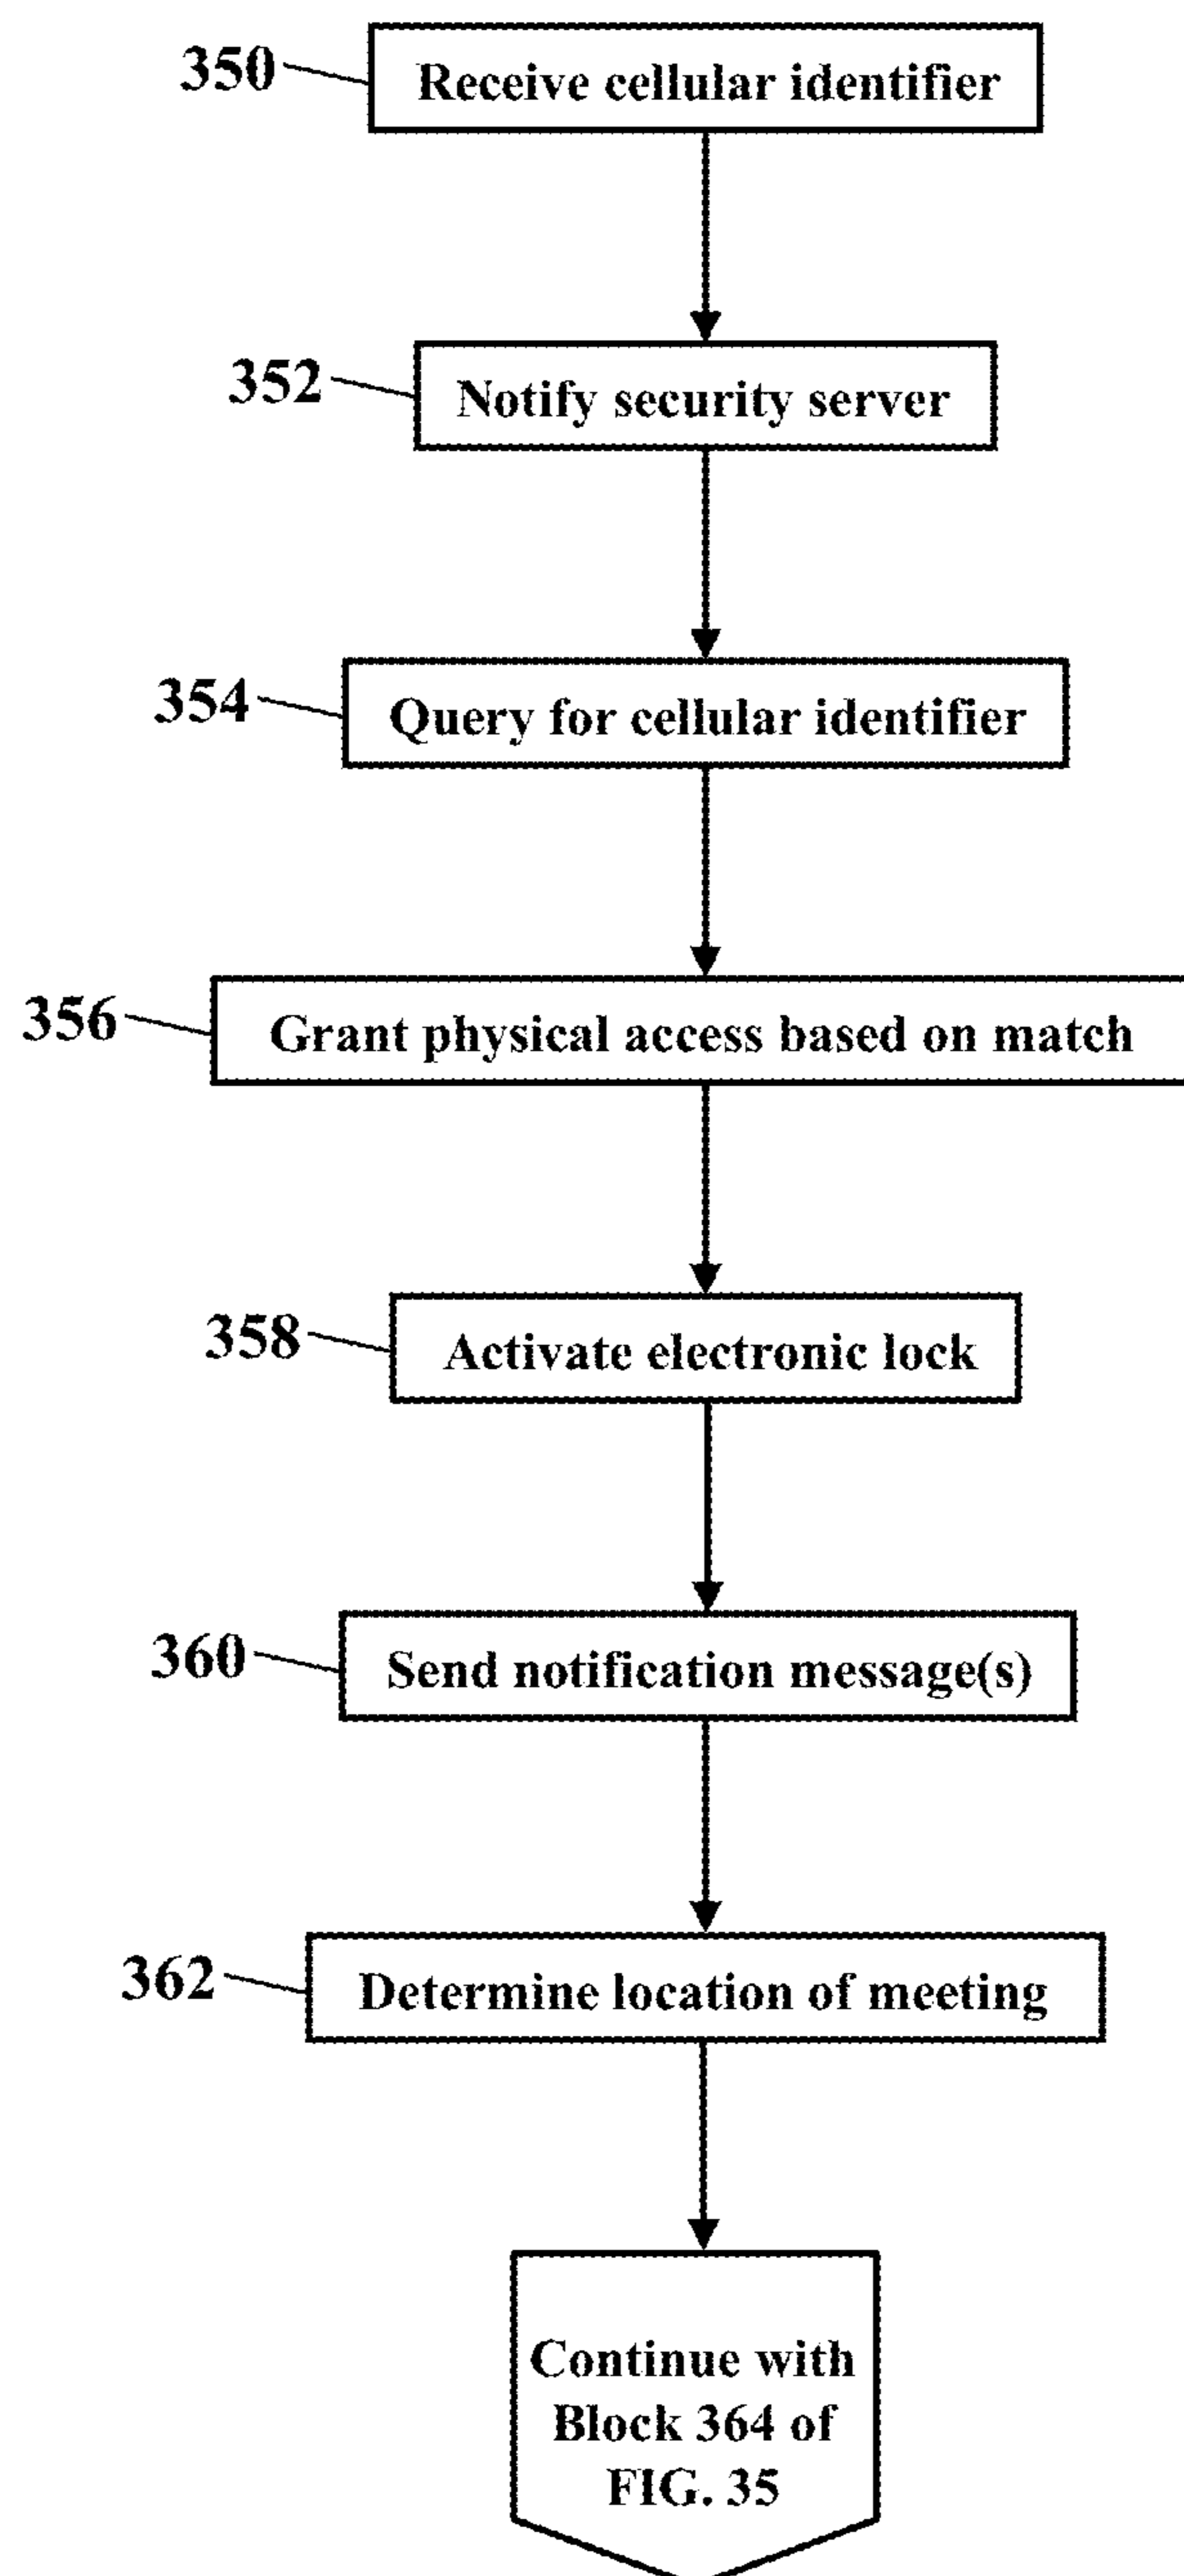 350 Receive cellular identifier
352 Notify security server
354 Query for cellular identifier
356 Grant physical access based on match
358 Activate electronic lock
360 Send notification message(s)
362 Determine location of meeting
Continue with
Block 364 of
FIG. 35